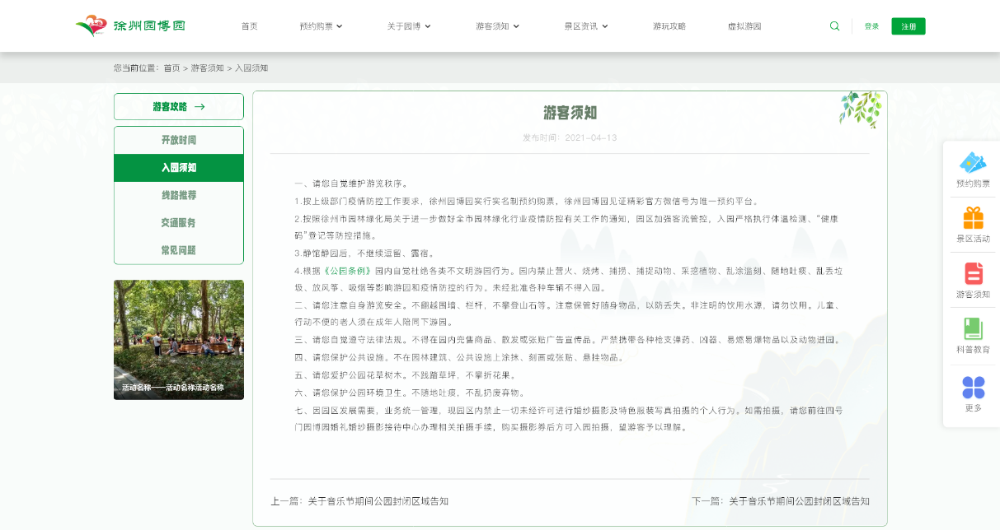 徐州园博园
首页 预约购票 关于园博 游客须知 景区资讯 游玩攻略 虚拟游园 登录 注册
您当前位置：首页 > 游客须知 > 入园须知
游客攻略
开放时间
入园须知
线路推荐
交通服务
常见问题
活动名称——活动名称活动名称
游客须知
发布时间：2021-04-13
一、请您自觉维护游览秩序。
1.按上级部门疫情防控工作要求，徐州园博园实行实名制预约购票，徐州园博园见证精彩官方微信号为唯一预约平台。
2.按照徐州市园林绿化局关于进一步做好全市园林绿化行业疫情防控有关工作的通知，园区加强客流管控，入园严格执行体温检测、“健康
码”登记等防控措施。
3.静馆静园后，不继续逗留、露宿。
4.根据《公园条例》园内自觉杜绝各类不文明游园行为。园内禁止营火、烧烤、捕捞、捕捉动物、采挖植物、乱涂滥刻、随地吐痰、乱丢垃
圾、放风筝、吸烟等影响游园和疫情防控的行为。未经批准各种车辆不得入园。
二、请您注意自身游览安全。不翻越围墙、栏杆，不攀登山石等。注意保管好随身物品，以防丢失。非注明的饮用水源，请勿饮用。儿童、
行动不便的老人须在成年人陪同下游园。
三、请您自觉遵守法律法规。不得在园内兜售商品、散发或张贴广告宣传品。严禁携带各种枪支弹药、凶器、易燃易爆物品以及动物进园。
四、请您保护公共设施。不在园林建筑、公共设施上涂抹、刻画或张贴、悬挂物品。
五、请您爱护公园花草树木。不践踏草坪，不攀折花果。
六、请您保护公园环境卫生。不随地吐痰，不乱扔废弃物。
七、因园区发展需要，业务统一管理，现园区内禁止一切未经许可进行婚纱摄影及特色服装写真拍摄的个人行为。如需拍摄，请您前往四号
门园博园婚礼婚纱摄影接待中心办理相关拍摄手续，购买摄影券后方可入园拍摄，望游客予以理解。
上一篇：关于音乐节期间公园封闭区域告知
下一篇：关于音乐节期间公园封闭区域告知
预约购票
景区活动
游客须知
科普教育
更多